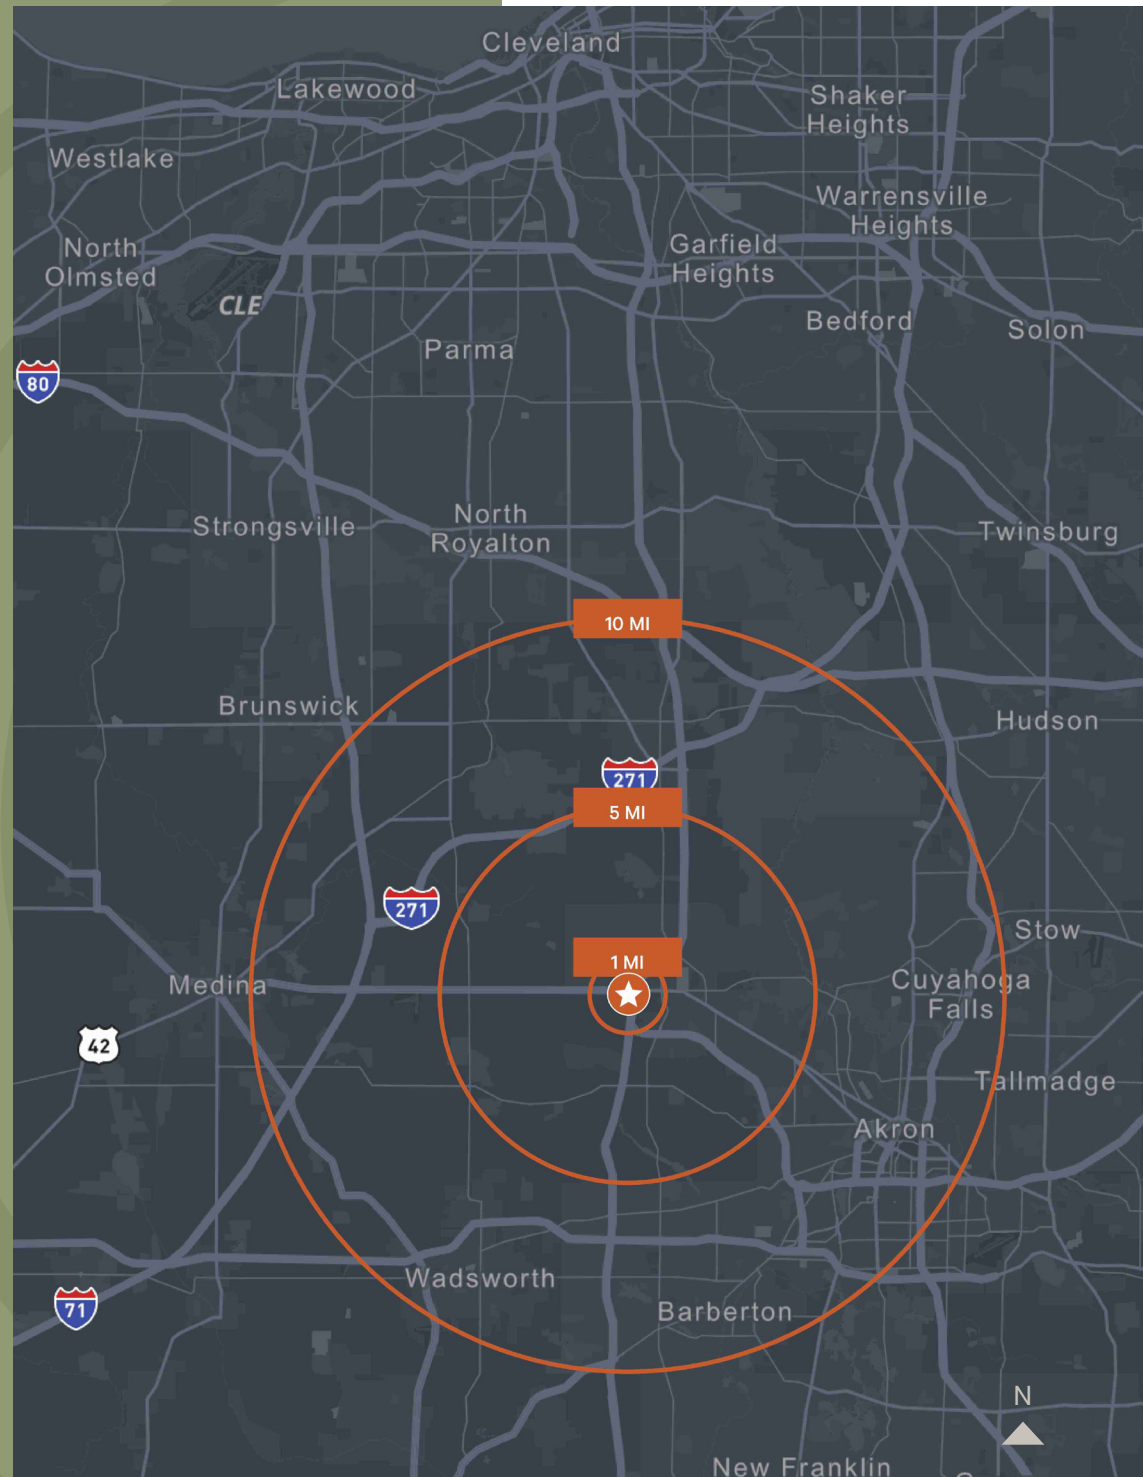 Cleveland
Lakewood
Shaker
Heights
Westlake
Warrensville
Heights
North
Olmsted
Garfield
Heights
CLE
Bedford
Solon
Parma
80
Strongsville
North
Royalton
Twinsburg
10 MI
Brunswick
Hudson
271
5 MI
271
Stow
1 MI
Medina
Cuyahoga
Falls
42
Tallmadge
Akron
Wadsworth
71
Barberton
N
New Franklin